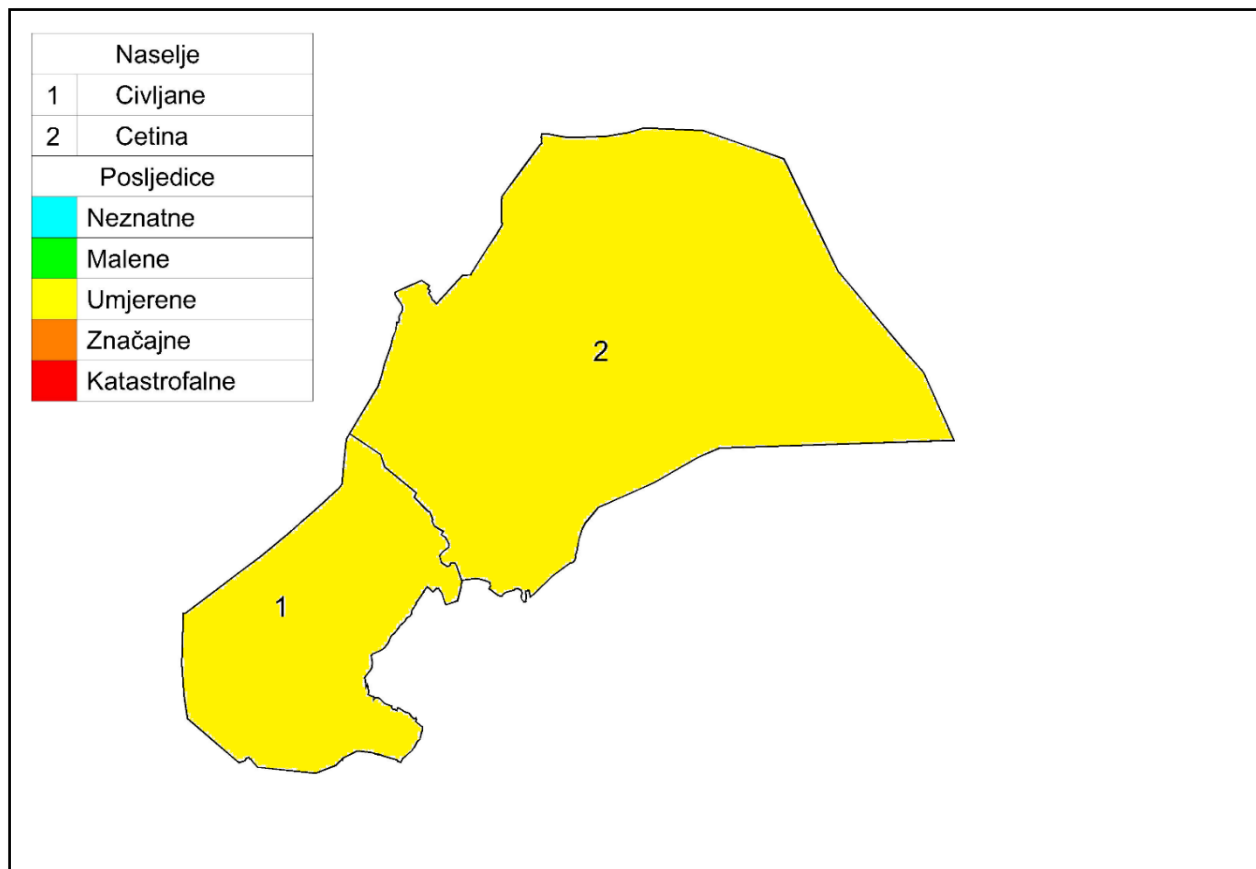 Naselje
1 Civljane
2 Cetina
Posljedice
Neznatne
Malene
Umjerene
Značajne
Katastrofalne
2
1